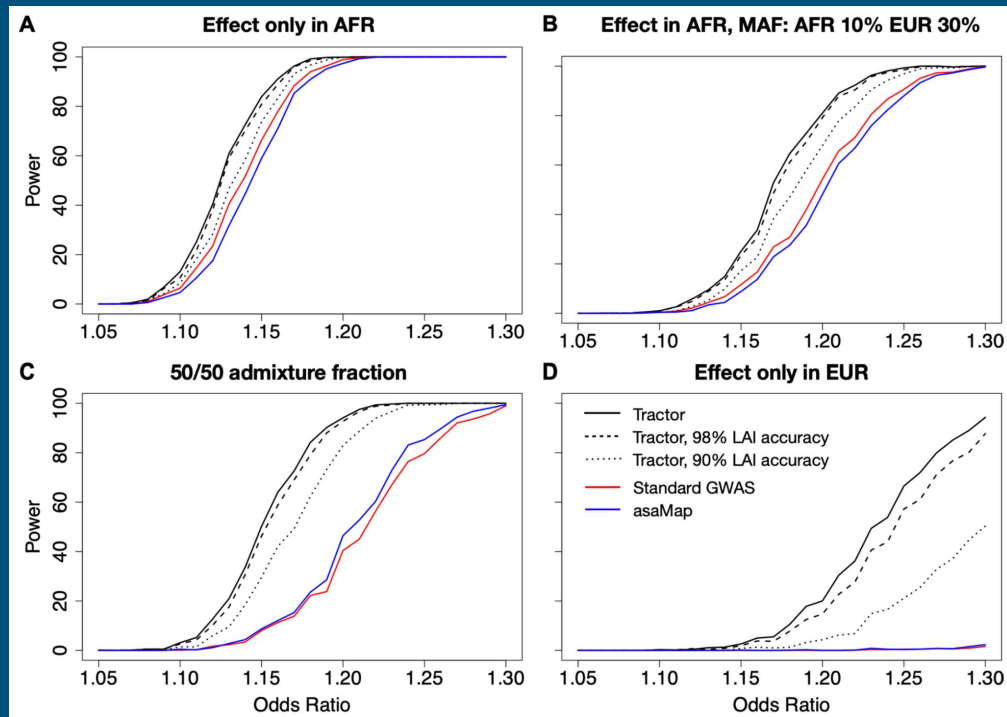 A
Effect only in AFR
Power
100
80
60
40
20
0
1.05 1.10 1.15 1.20 1.25 1.30
B
Effect in AFR, MAF: AFR 10% EUR 30%
1.05 1.10 1.15 1.20 1.25 1.30
C
50/50 admixture fraction
Power
100
80
60
40
20
0
1.05 1.10 1.15 1.20 1.25 1.30
Odds Ratio
D
Effect only in EUR
Tractor
Tractor, 98% LAI accuracy
Tractor, 90% LAI accuracy
Standard GWAS
asaMap
1.05 1.10 1.15 1.20 1.25 1.30
Odds Ratio